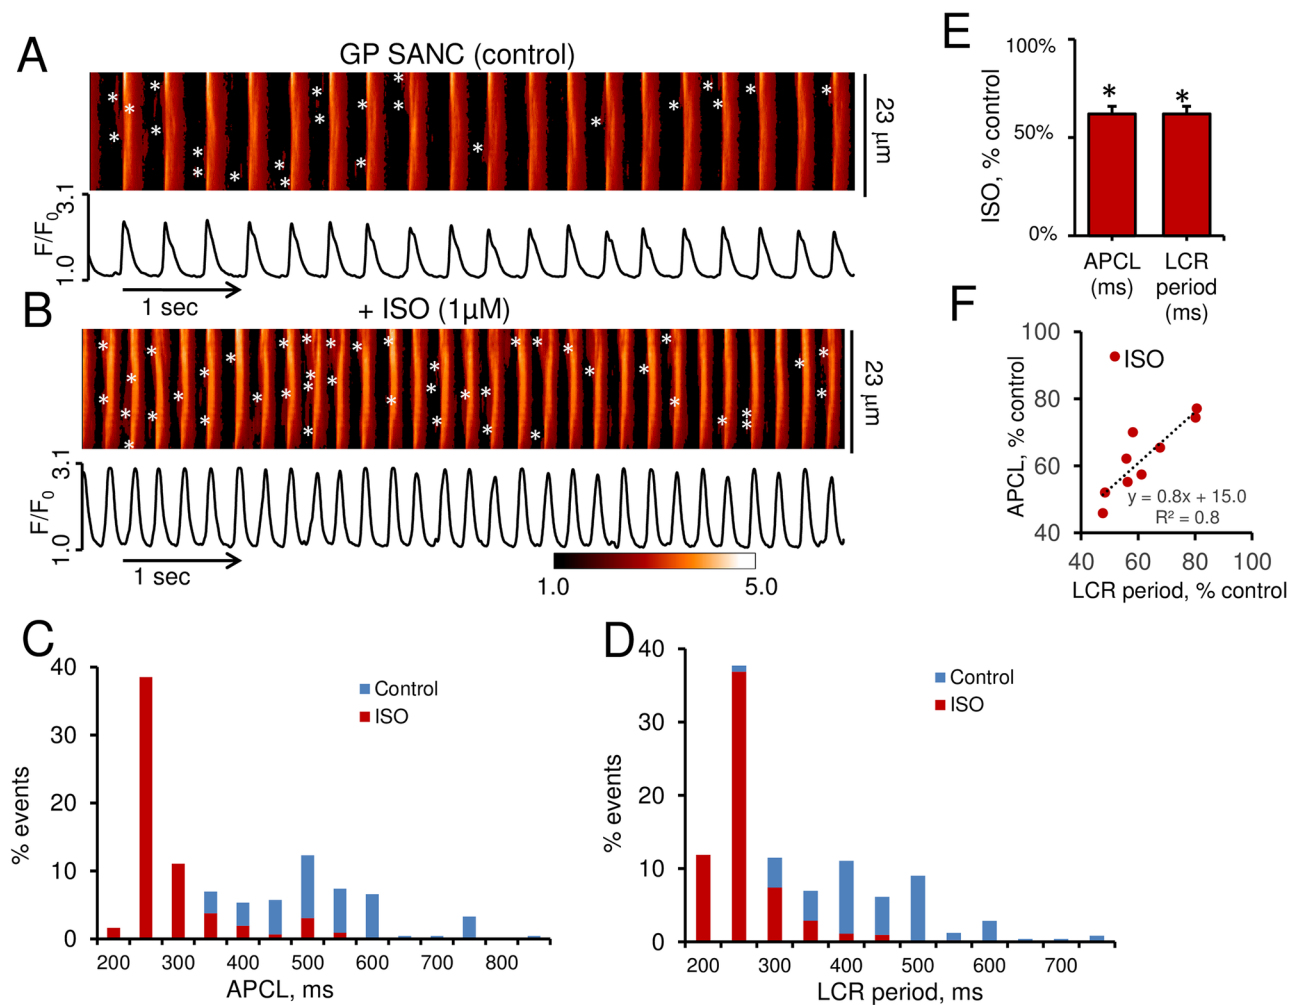 A
GP SANC (control)
23 µm
3.1
F/F0
1.0
1 sec
B
+ ISO (1µM)
23 µm
3.1
F/F0
1.0
1 sec
1.0
5.0
C
40
30
20
10
0
% events
Control
ISO
200
300
400
500
600
700
800
APCL, ms
D
40
30
20
10
0
% events
Control
ISO
200
300
400
500
600
700
LCR period, ms
E
100%
50%
0%
ISO, % control
*
*
APCL
(ms)
LCR
period
(ms)
F
100
80
60
40
APCL, % control
ISO
y = 0.8x + 15.0
R² = 0.8
40
60
80
100
LCR period, % control